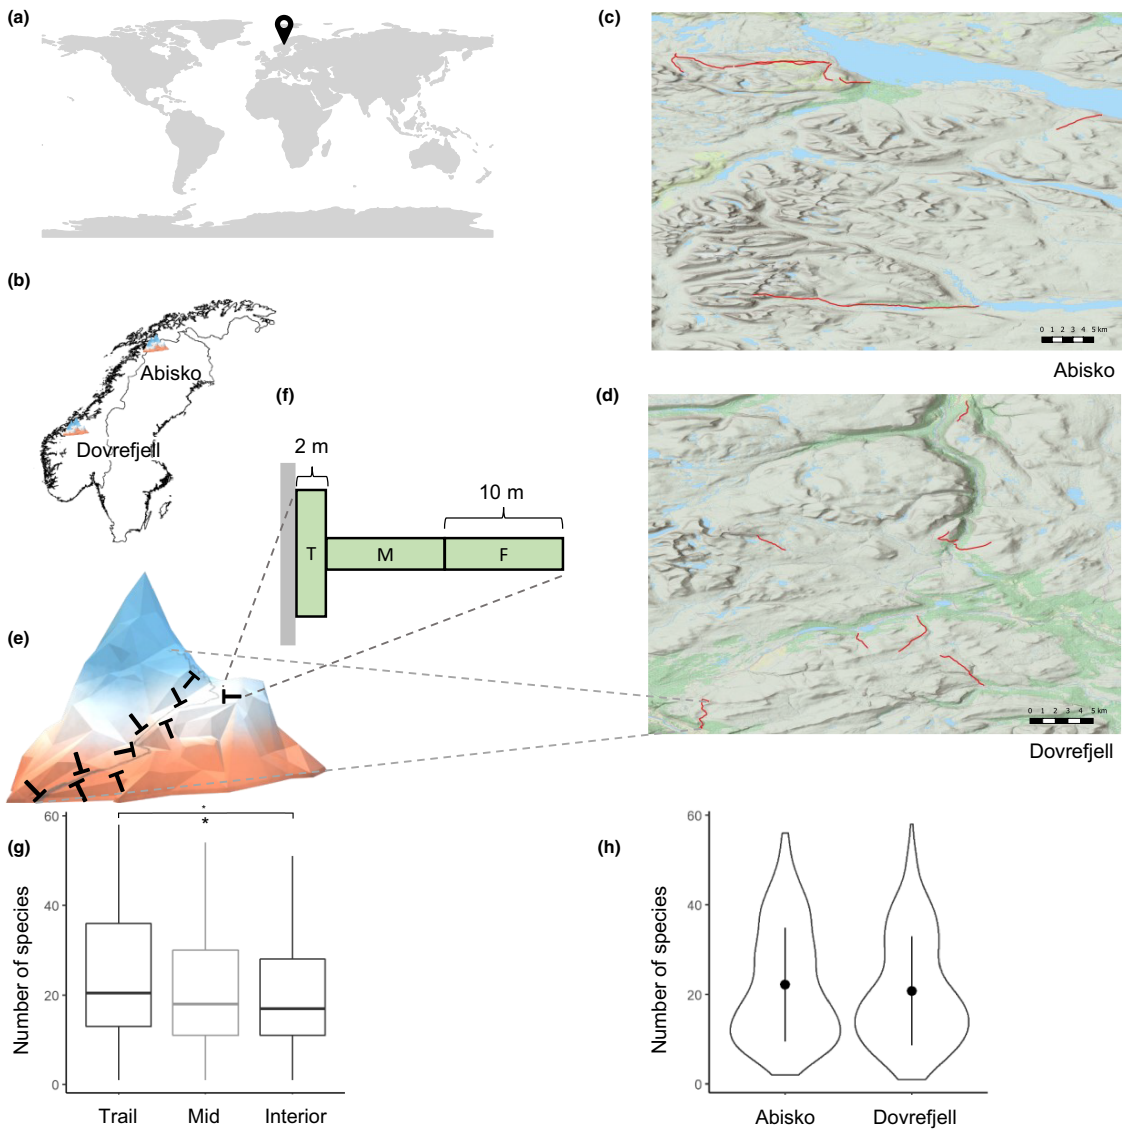 (a)
(b)
Abisko
Dovrefjell
(c)
0 1 2 3 4 5 km
Abisko
(d)
0 1 2 3 4 5 km
Dovrefjell
(e)
(f)
2 m
10 m
T
M
F
(g)
Number of species
60
40
20
0
*
*
Trail
Mid
Interior
(h)
Number of species
60
40
20
0
Abisko
Dovrefjell